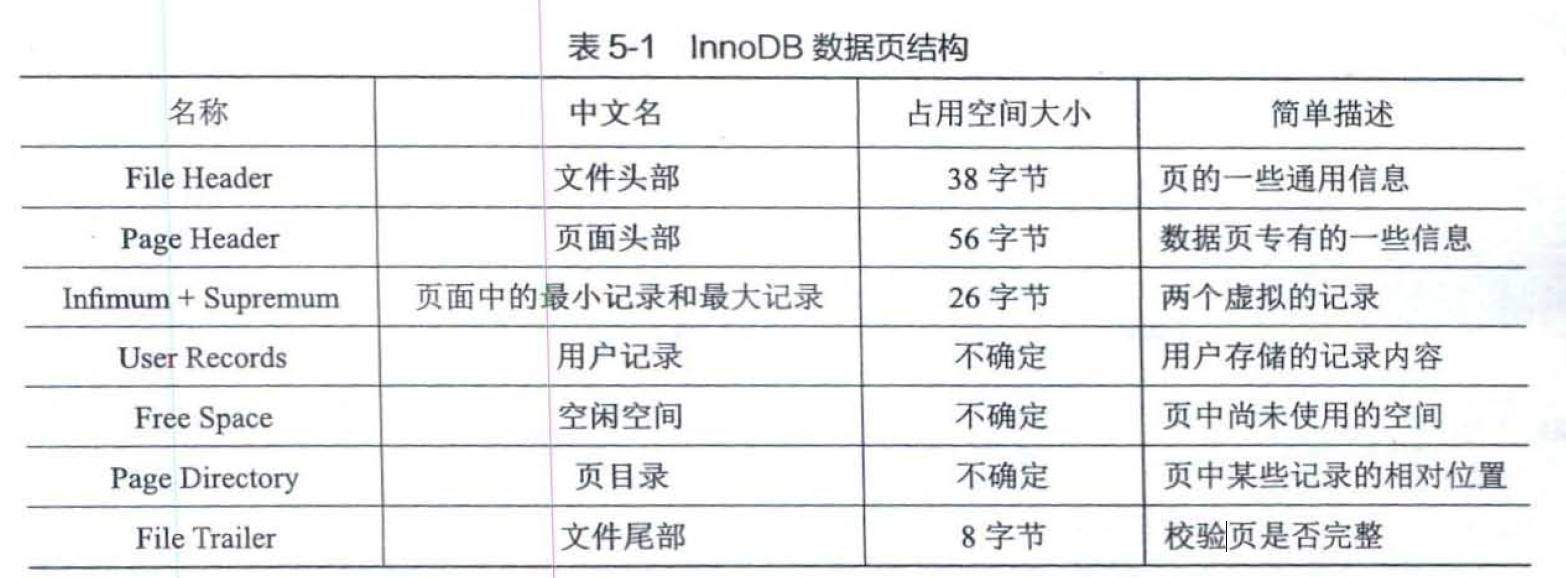 表 5-1 InnoDB 数据页结构
名称 中文名 占用空间大小 简单描述
File Header 文件头部 38 字节 页的一些通用信息
Page Header 页面头部 56 字节 数据页专有的一些信息
Infimum + Supremum 页面中的最小记录和最大记录 26 字节 两个虚拟的记录
User Records 用户记录 不确定 用户存储的记录内容
Free Space 空闲空间 不确定 页中尚未使用的空间
Page Directory 页目录 不确定 页中某些记录的相对位置
File Trailer 文件尾部 8 字节 校验页是否完整